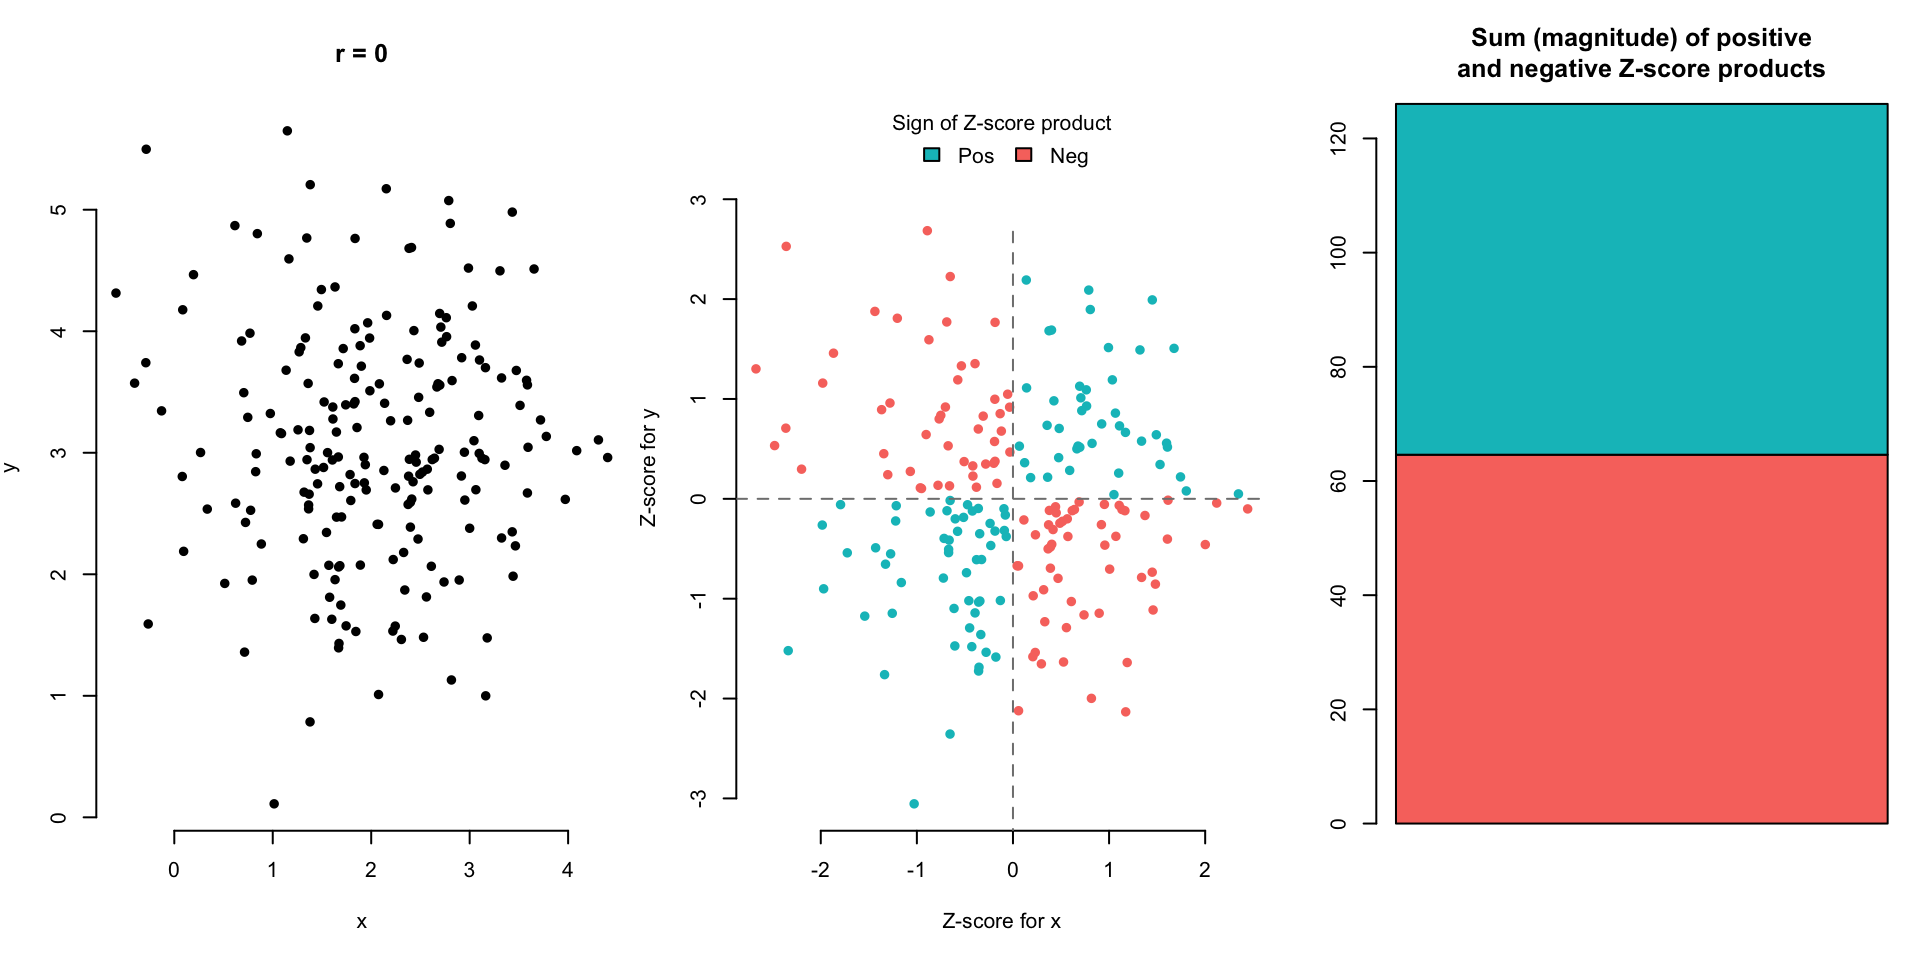 r = 0
5
4
3
2
1
0
y
0 1 2 3 4
x
Sign of Z-score product
Pos Neg
3
2
1
0
-1
-2
-3
Z-score for y
-2 -1 0 1 2
Z-score for x
Sum (magnitude) of positive
and negative Z-score products
120
100
80
60
40
20
0